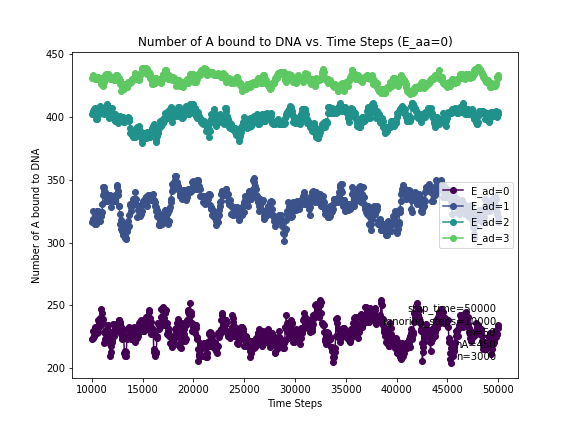 Number of A bound to DNA vs. Time Steps (E_aa=0)
Number of A bound to DNA
450
400
350
300
250
200
E_ad=0
E_ad=1
E_ad=2
E_ad=3
stop_time=50000
n=3000
10000 15000 20000 25000 30000 35000 40000 45000 50000
Time Steps